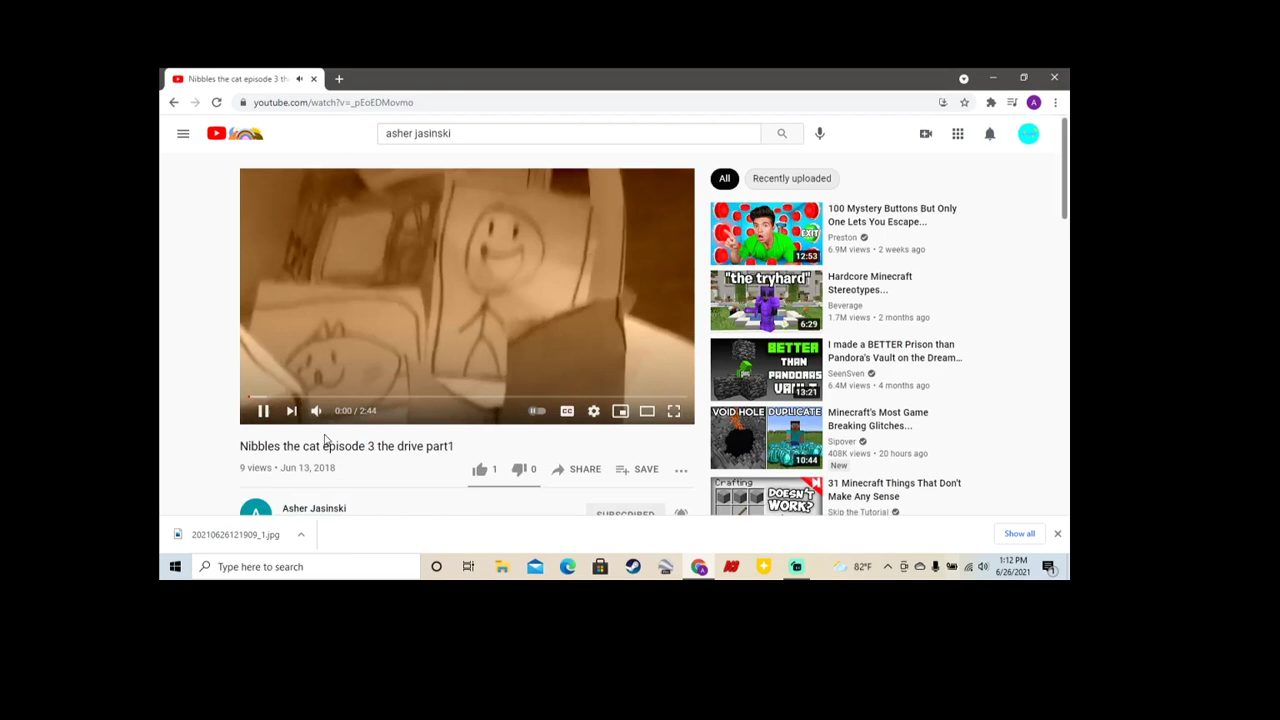 Nibbles the cat episode 3 the
youtube.com/watch?v=_pEoEDMovmo
A
asher jasinski
All
Recently uploaded
EXIT
12:53
100 Mystery Buttons But Only
One Lets You Escape...
Preston
6.9M views • 2 weeks ago
"the tryhard"
6:29
Hardcore Minecraft
Stereotypes...
Beverage
1.7M views • 2 months ago
BETTER
THAN
PANDORAS
VAULT
13:21
I made a BETTER Prison than
Pandora's Vault on the Dream...
SeenSven
6.4M views • 4 months ago
VOID HOLE
DUPLICATE
10:44
Minecraft's Most Game
Breaking Glitches...
Sipover
408K views • 20 hours ago
New
Crafting
DOESN'T
WORK?
31 Minecraft Things That Don't
Make Any Sense
Skip the Tutorial
0:00 / 2:44
CC
Nibbles the cat episode 3 the drive part1
9 views • Jun 13, 2018
1
0
SHARE
SAVE
Asher Jasinski
SUBSCRIBED
20210626121909_1.jpg
Show all
Type here to search
82°F
1:12 PM
6/26/2021
1